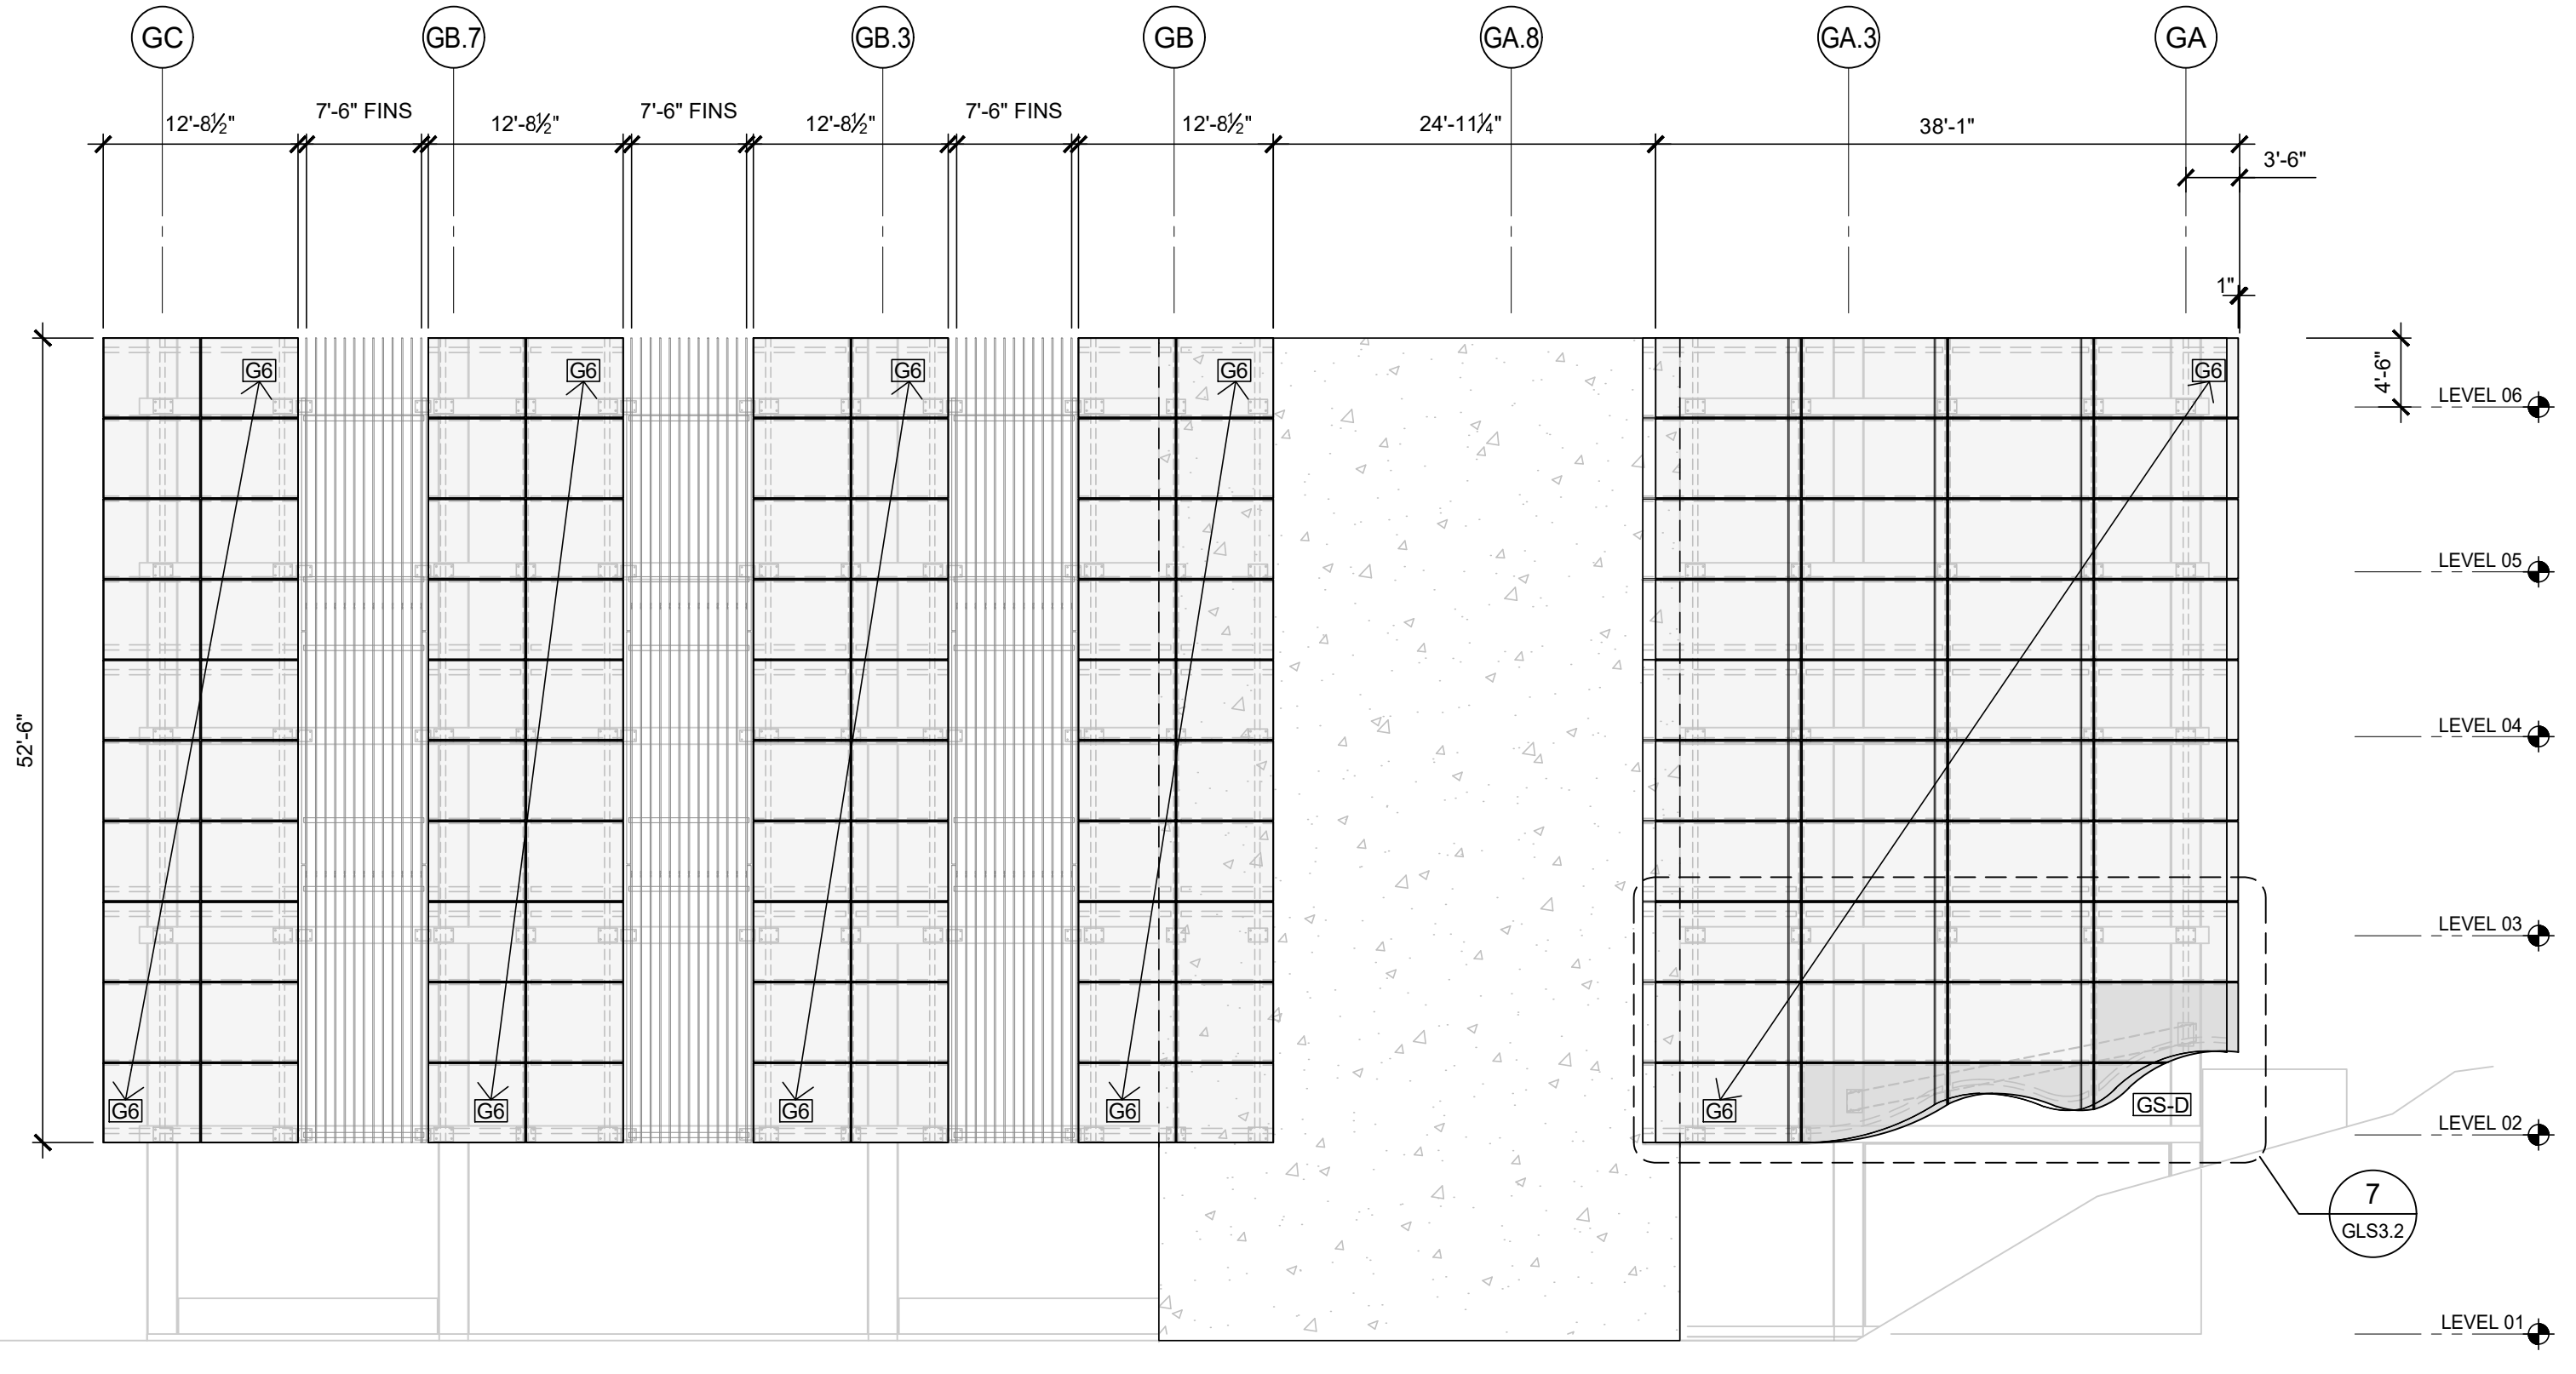 GC GB.7 GB.3 GB GA.8 GA.3 GA
7'-6" FINS 7'-6" FINS 7'-6" FINS
12'-8½" 12'-8½" 12'-8½" 12'-8½" 24'-11¼" 38'-1"
3'-6"
1"
G6 G6 G6 G6 G6
4'-6"
LEVEL 06
LEVEL 05
52'-6"
LEVEL 04
LEVEL 03
G6 G6 G6 G6 G6 GS-D
LEVEL 02
7
GLS3.2
LEVEL 01